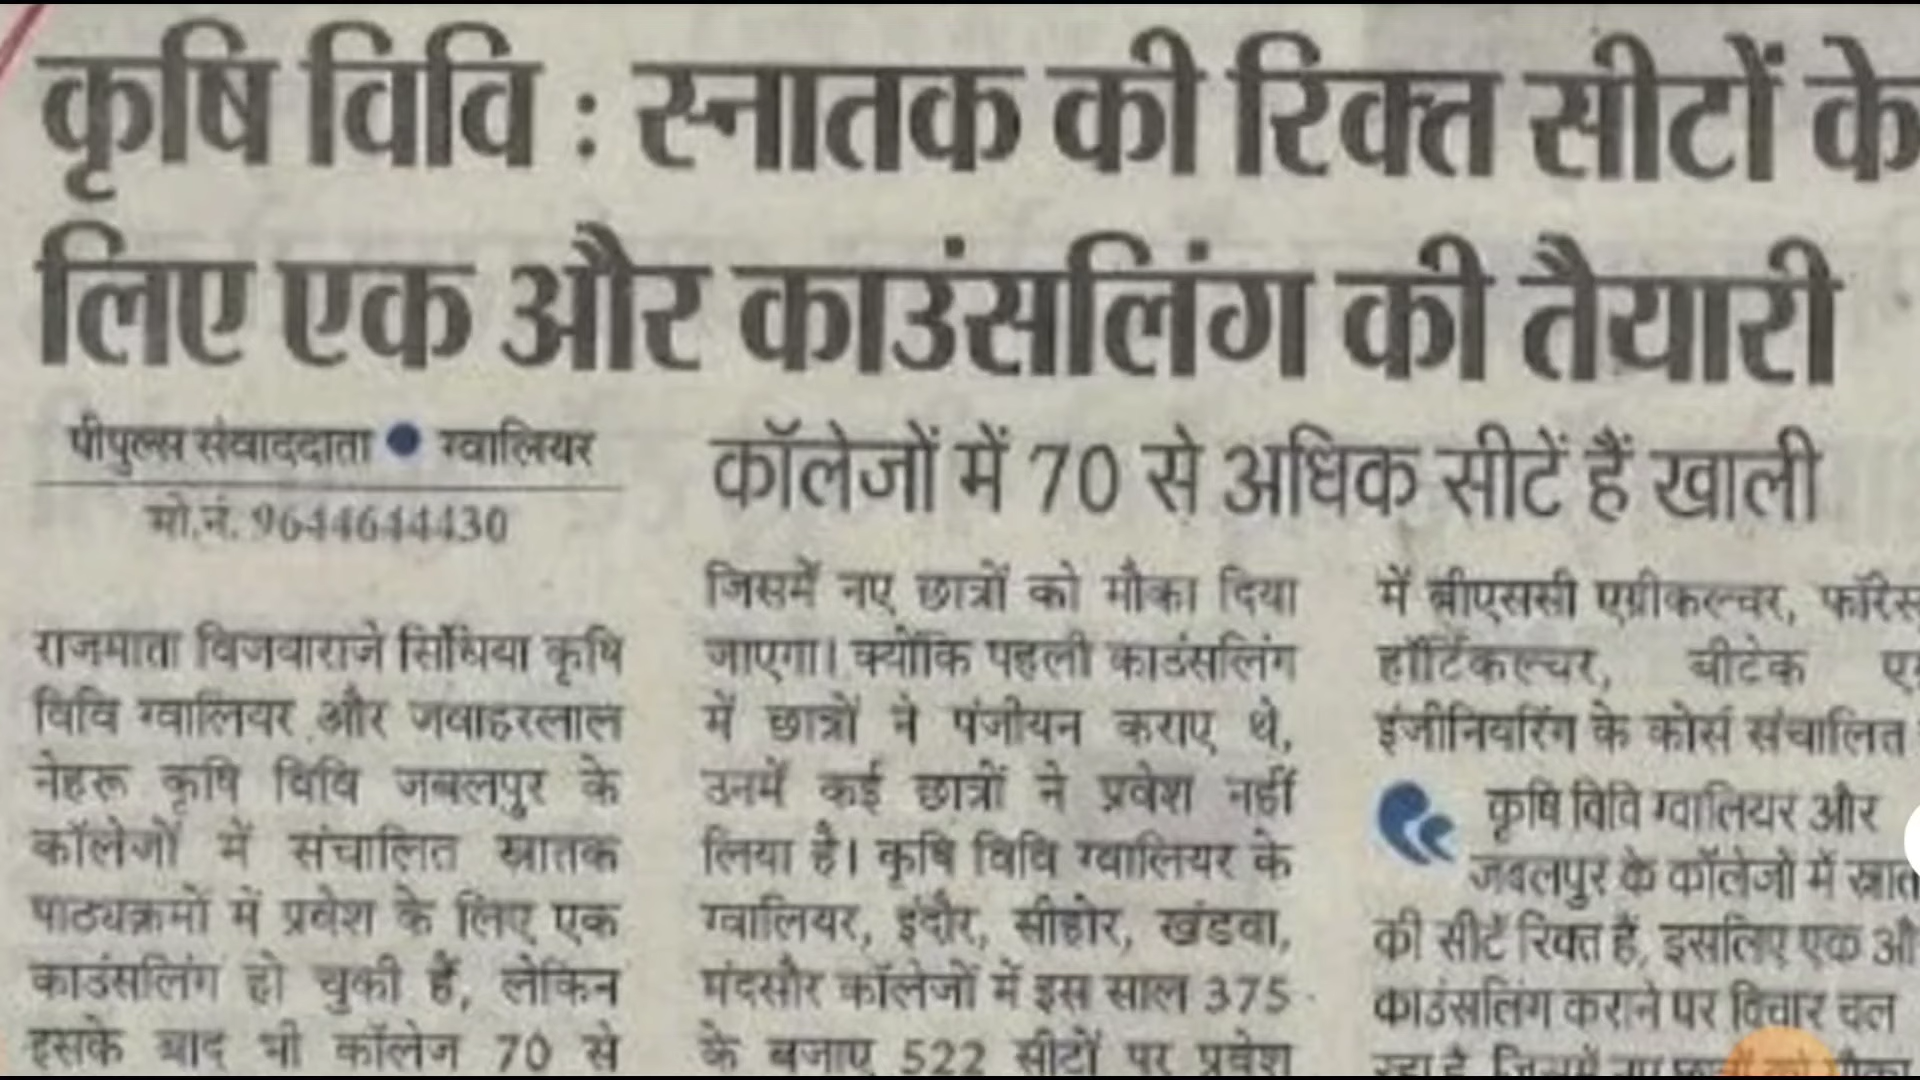 कृषि विवि : स्नातक की रिक्त सीटों के
लिए एक और काउंसलिंग की तैयारी
पीपुल्स संवाददाता ● ग्वालियर
मो.नं. 9644644430
कॉलेजों में 70 से अधिक सीटें हैं खाली
राजमाता विजयाराजे सिंधिया कृषि
विवि ग्वालियर और जवाहरलाल
नेहरू कृषि विवि जबलपुर के
कॉलेजों में संचालित स्नातक
पाठ्यक्रमों में प्रवेश के लिए एक
काउंसलिंग हो चुकी हैं, लेकिन
इसके बाद भी कॉलेज 70 से
जिसमें नए छात्रों को मौका दिया
जाएगा। क्योंकि पहली काउंसलिंग
में छात्रों ने पंजीयन कराए थे,
उनमें कई छात्रों ने प्रवेश नहीं
लिया है। कृषि विवि ग्वालियर के
ग्वालियर, इंदौर, सीहोर, खंडवा,
मंदसौर कॉलेजों में इस साल 375
के बजाए 522 सीटों पर प्रवेश
में बीएससी एग्रीकल्चर,
हॉर्टिकल्चर, बीटेक
इंजीनियरिंग के कोर्स संचालित
कृषि विवि ग्वालियर और
जबलपुर के कॉलेजों में
की सीटें रिक्त हैं, इसलिए एक
काउंसलिंग कराने पर विचार चल